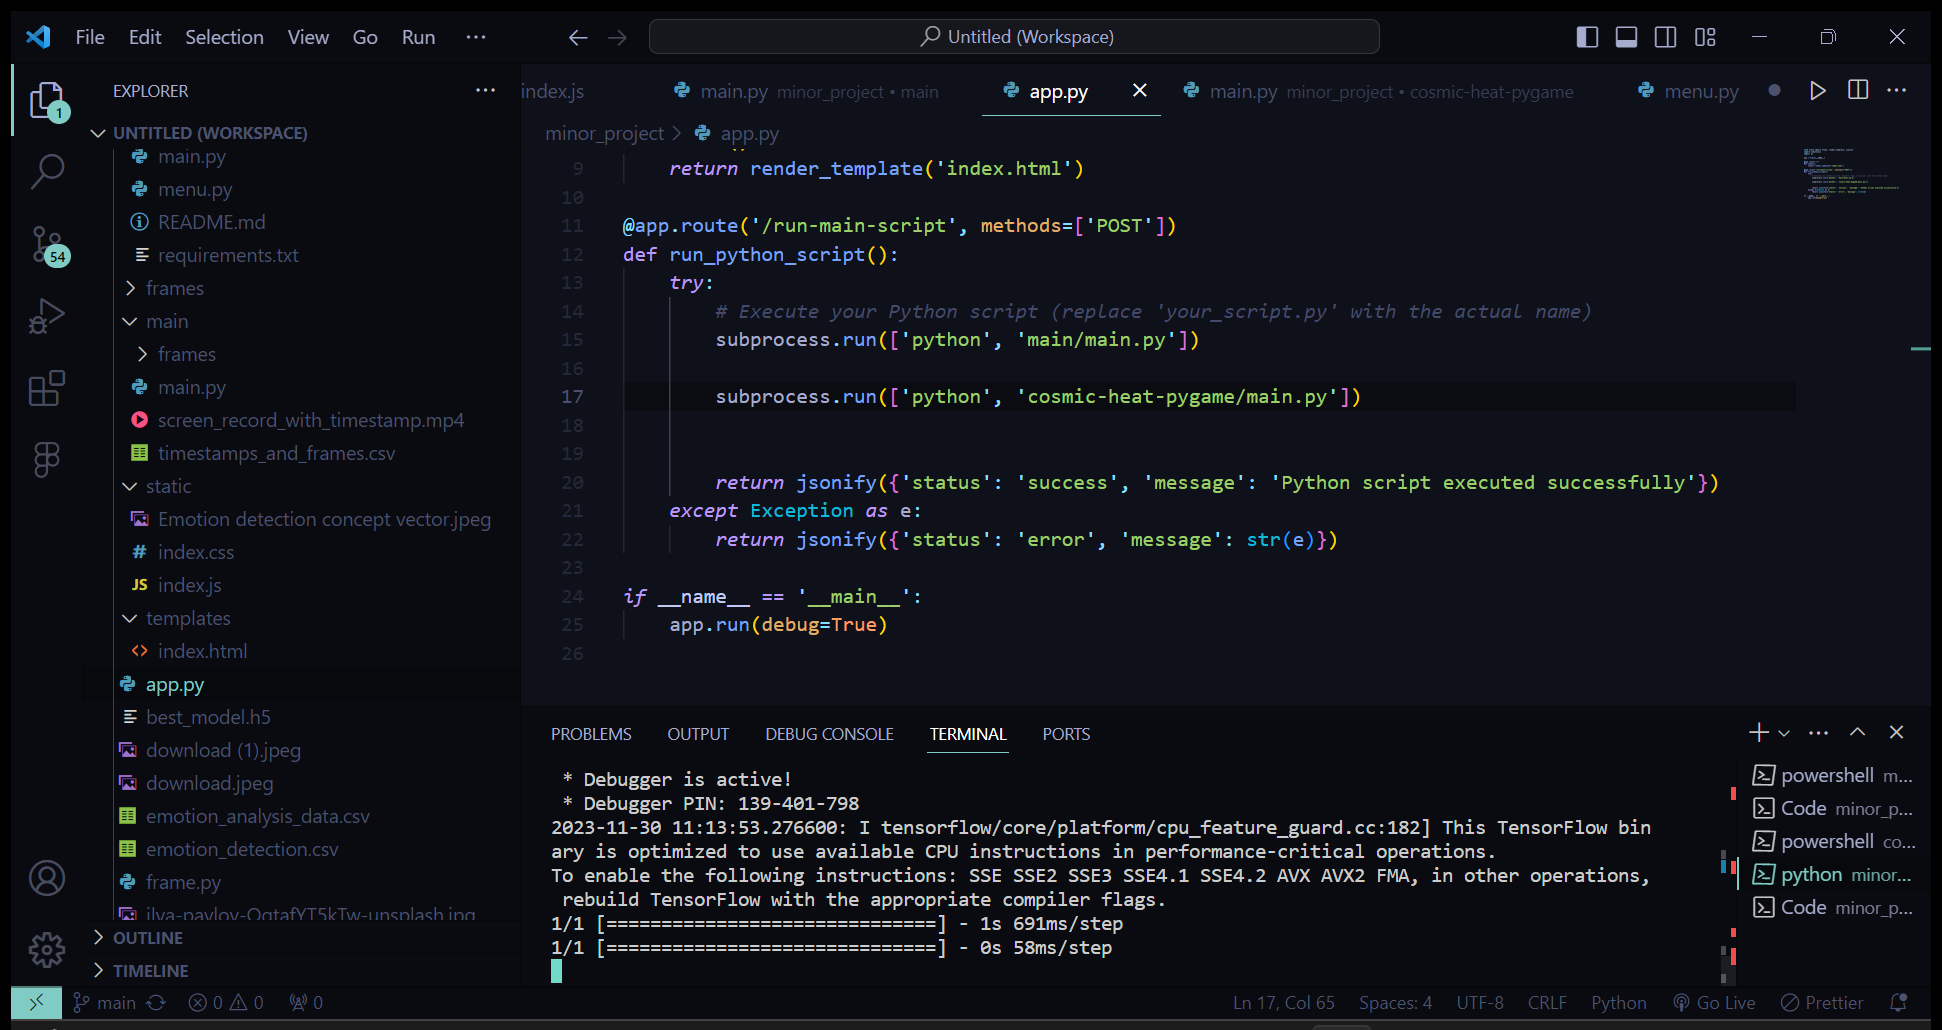 File Edit Selection View Go Run ···
Untitled (Workspace)
EXPLORER
1
54
UNTITLED (WORKSPACE)
main.py
menu.py
README.md
requirements.txt
frames
main
frames
main.py
screen_record_with_timestamp.mp4
timestamps_and_frames.csv
static
Emotion detection concept vector.jpeg
# index.css
JS index.js
templates
<> index.html
app.py
best_model.h5
download (1).jpeg
download.jpeg
emotion_analysis_data.csv
emotion_detection.csv
frame.py
OUTLINE
TIMELINE
index.js
main.py minor_project • main
app.py
main.py minor_project • cosmic-heat-pygame
menu.py
minor_project > app.py
9 return render_template('index.html')
10
11 @app.route('/run-main-script', methods=['POST'])
12 def run_python_script():
13 try:
14 # Execute your Python script (replace 'your_script.py' with the actual name)
15 subprocess.run(['python', 'main/main.py'])
16
17 subprocess.run(['python', 'cosmic-heat-pygame/main.py'])
18
19
20 return jsonify({'status': 'success', 'message': 'Python script executed successfully'})
21 except Exception as e:
22 return jsonify({'status': 'error', 'message': str(e)})
23
24 if __name__ == '__main__':
25 app.run(debug=True)
26
PROBLEMS OUTPUT DEBUG CONSOLE TERMINAL PORTS
* Debugger is active!
* Debugger PIN: 139-401-798
2023-11-30 11:13:53.276600: I tensorflow/core/platform/cpu_feature_guard.cc:182] This TensorFlow bin
ary is optimized to use available CPU instructions in performance-critical operations.
To enable the following instructions: SSE SSE2 SSE3 SSE4.1 SSE4.2 AVX AVX2 FMA, in other operations,
rebuild TensorFlow with the appropriate compiler flags.
1/1 [==============================] - 1s 691ms/step
1/1 [==============================] - 0s 58ms/step
powershell m...
Code minor_p...
powershell co...
python minor...
Code minor_p...
main 0 0 0
Ln 17, Col 65 Spaces: 4 UTF-8 CRLF Python Go Live Prettier